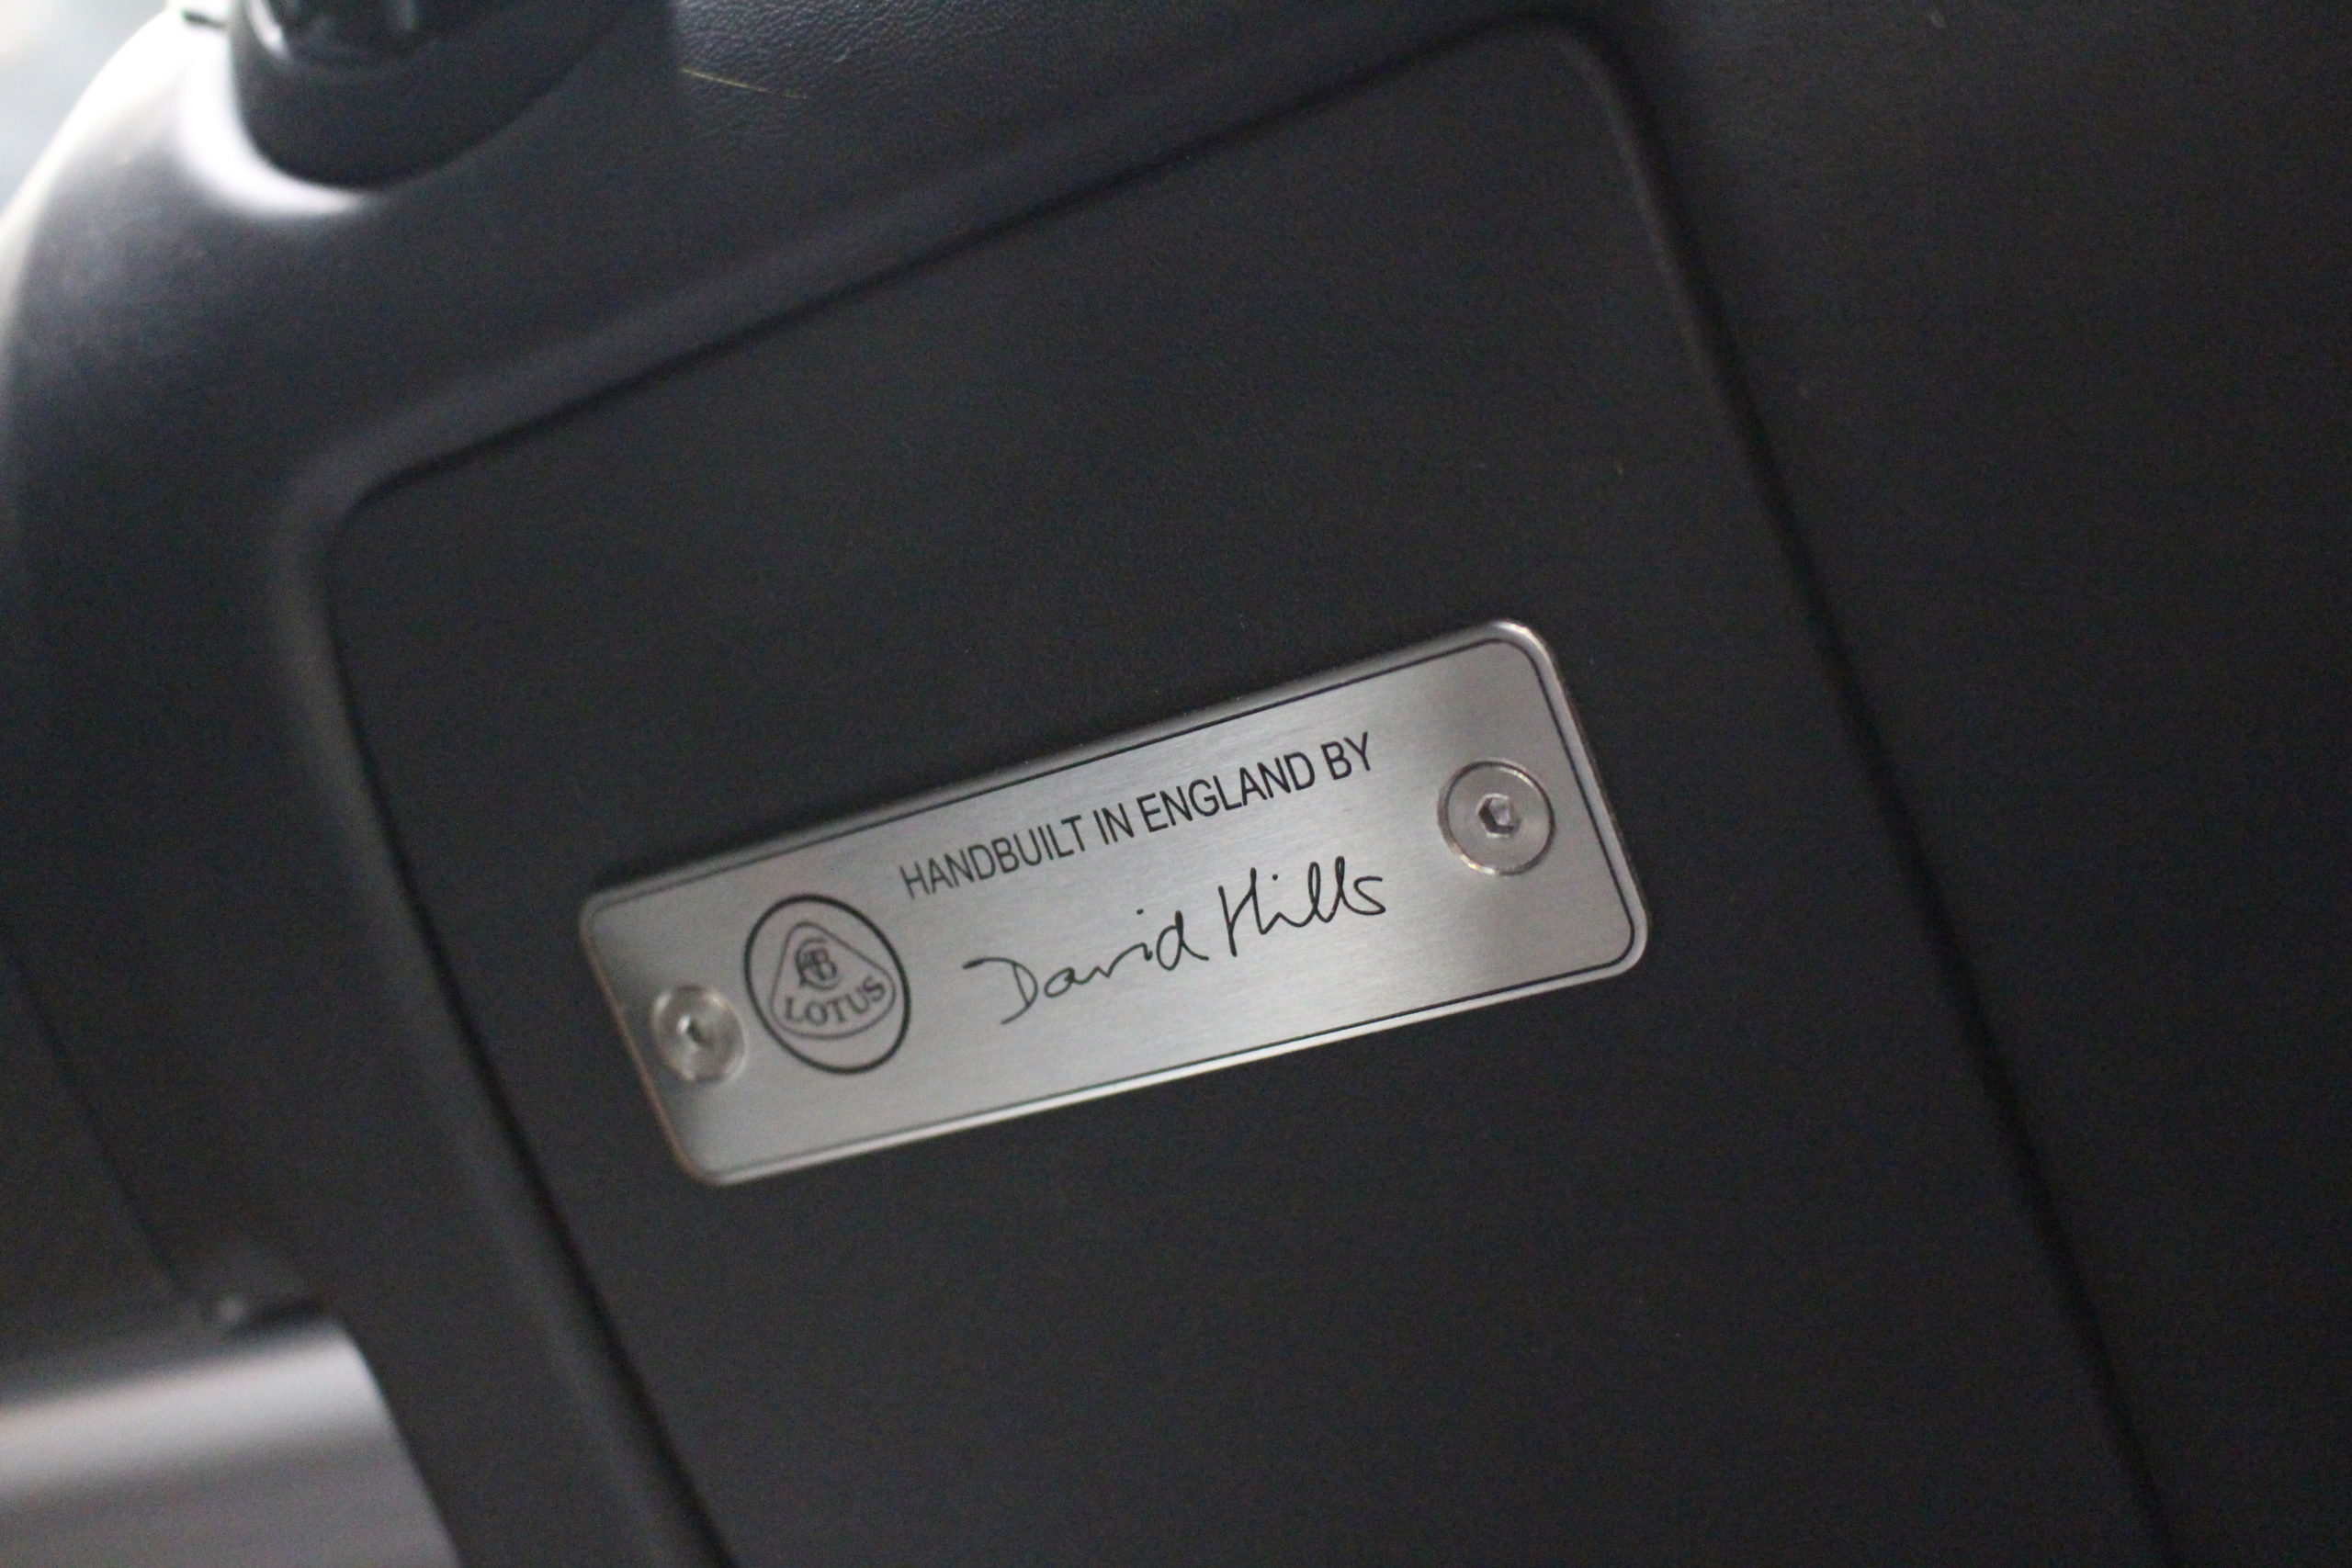 HANDBUILT IN ENGLAND BY
David Hills
LOTUS